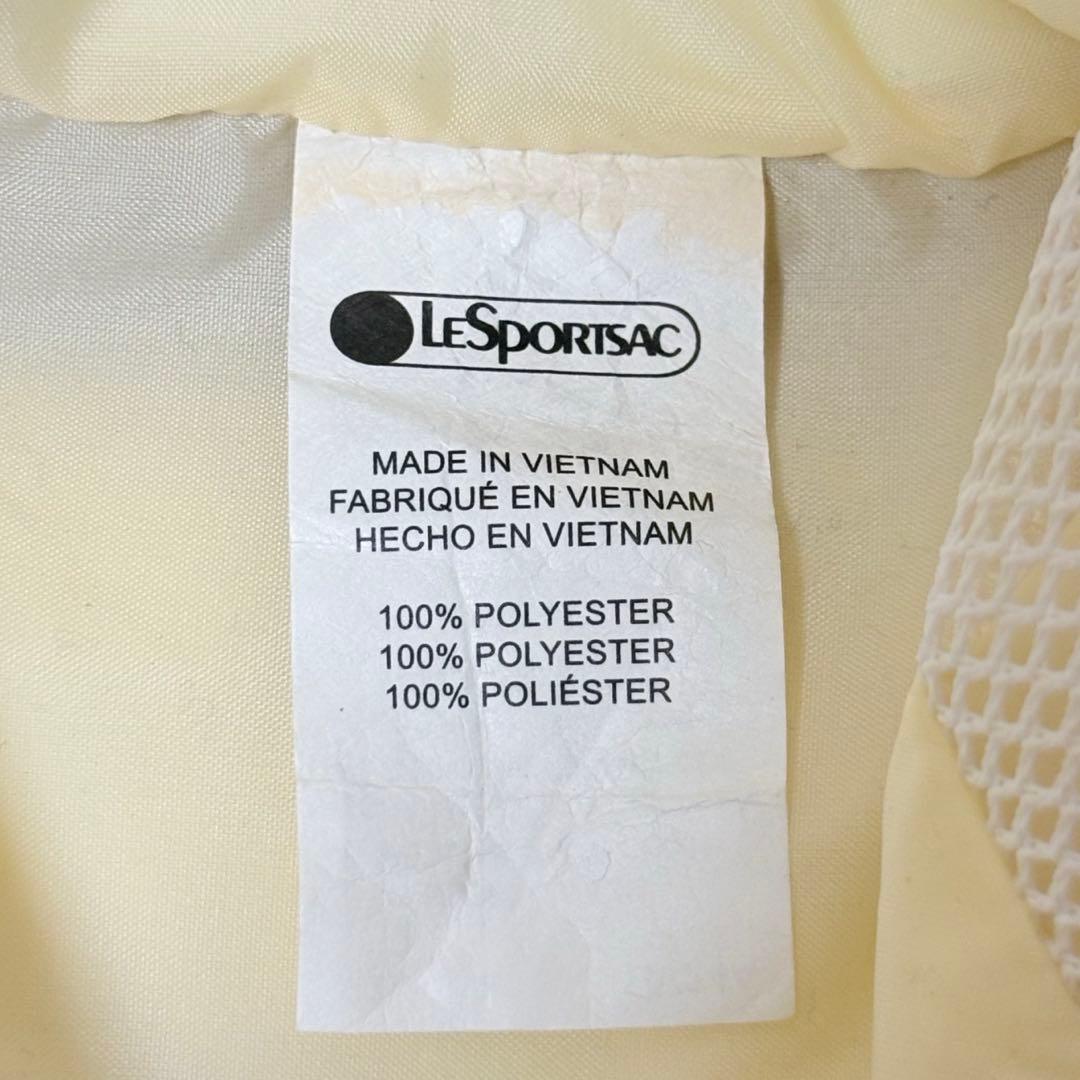 LESPORTSAC
MADE IN VIETNAM
FABRIQUÉ EN VIETNAM
HECHO EN VIETNAM
100% POLYESTER
100% POLYESTER
100% POLIÉSTER